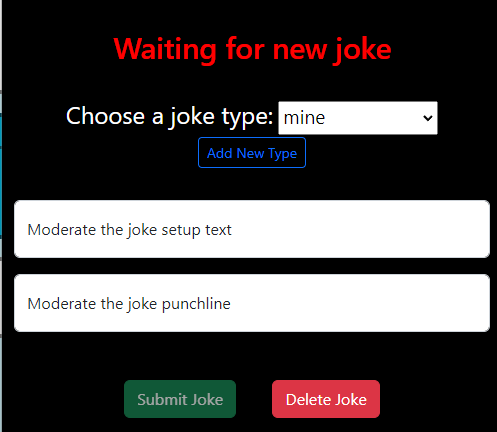 Waiting for new joke
Choose a joke type: mine
Add New Type
Moderate the joke setup text
Moderate the joke punchline
Submit Joke Delete Joke